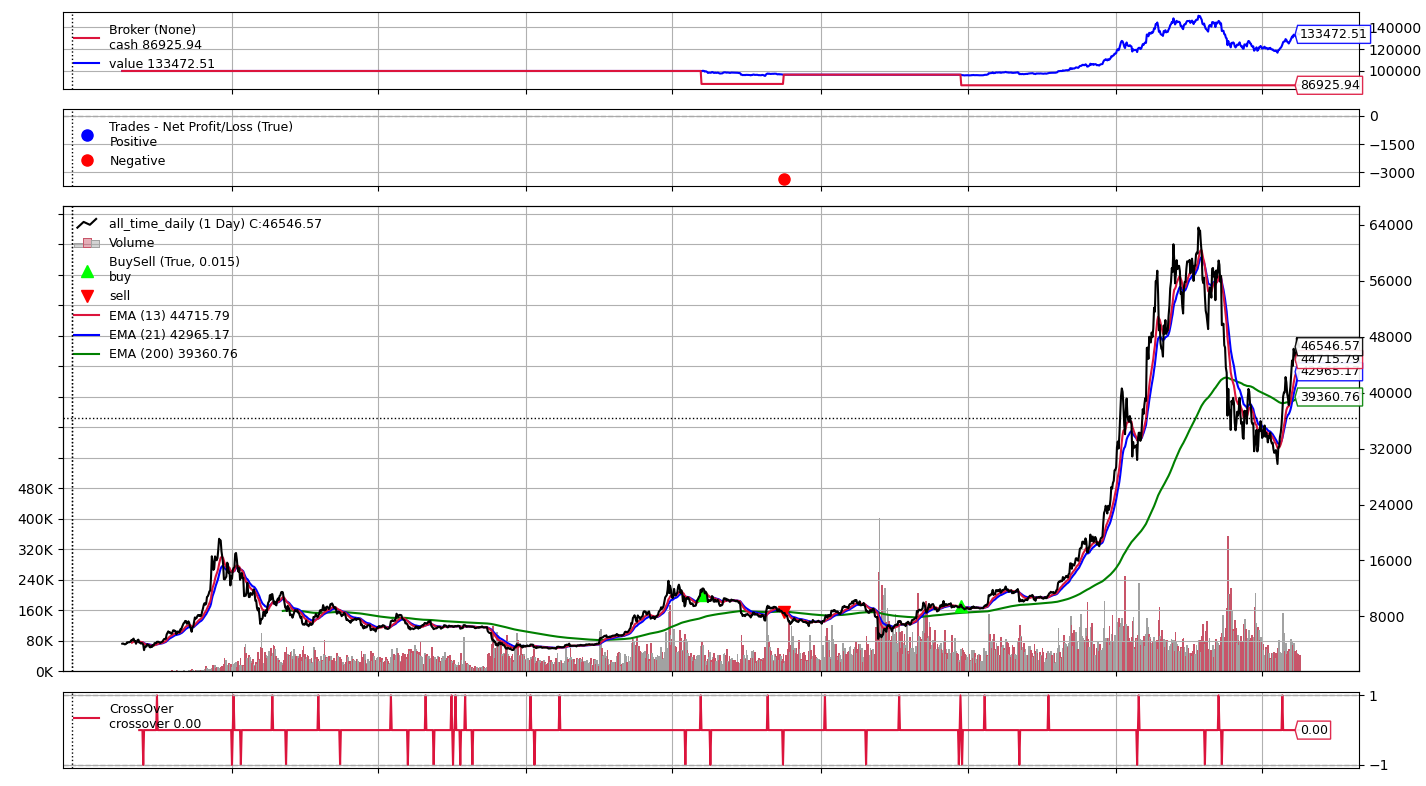 Broker (None)
cash 86925.94
value 133472.51
140000
133472.51
120000
100000
86925.94
Trades - Net Profit/Loss (True)
Positive
Negative
0
−1500
−3000
all_time_daily (1 Day) C:46546.57
Volume
BuySell (True, 0.015)
buy
sell
EMA (13) 44715.79
EMA (21) 42965.17
EMA (200) 39360.76
64000
56000
48000
46546.57
44715.79
42965.17
40000
39360.76
32000
24000
16000
8000
480K
400K
320K
240K
160K
80K
0K
CrossOver
crossover 0.00
1
0.00
−1